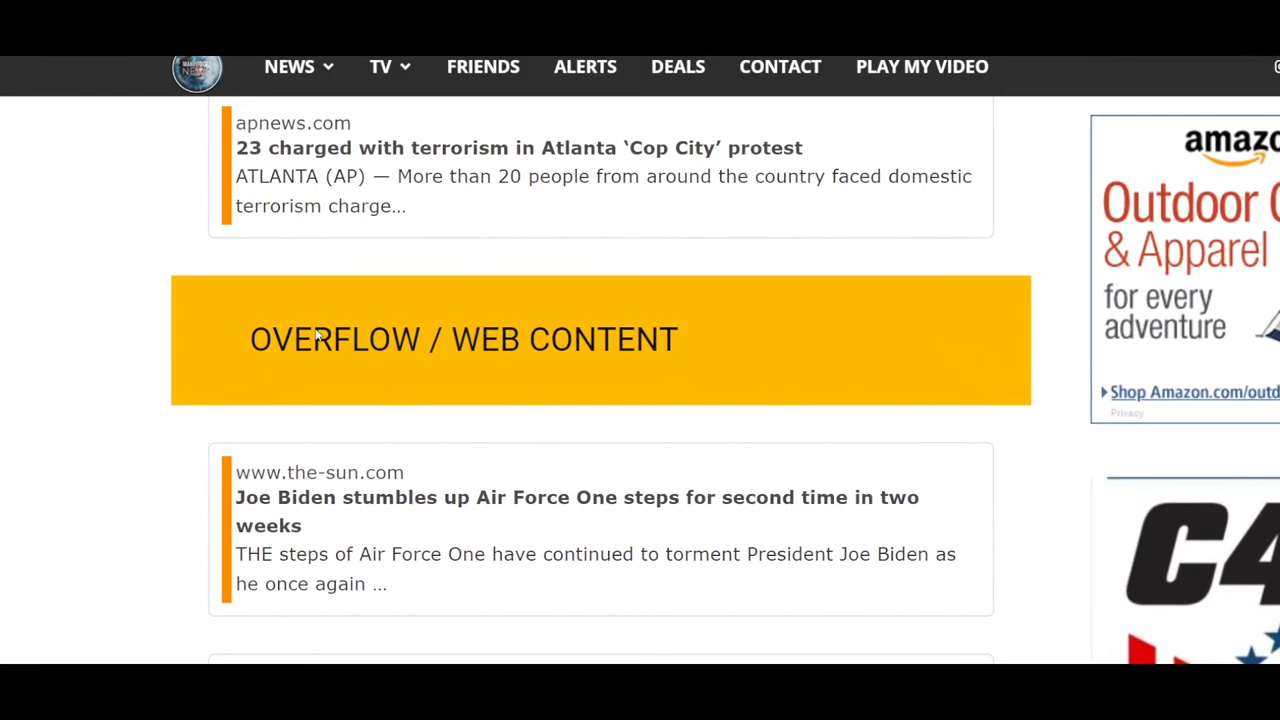 NEWS TV FRIENDS ALERTS DEALS CONTACT PLAY MY VIDEO
apnews.com
23 charged with terrorism in Atlanta ‘Cop City’ protest
ATLANTA (AP) — More than 20 people from around the country faced domestic
terrorism charge...
OVERFLOW / WEB CONTENT
www.the-sun.com
Joe Biden stumbles up Air Force One steps for second time in two
weeks
THE steps of Air Force One have continued to torment President Joe Biden as
he once again ...
amazo
Outdoor
& Apparel
for every
adventure
Shop Amazon.com/outd
Privacy
C4